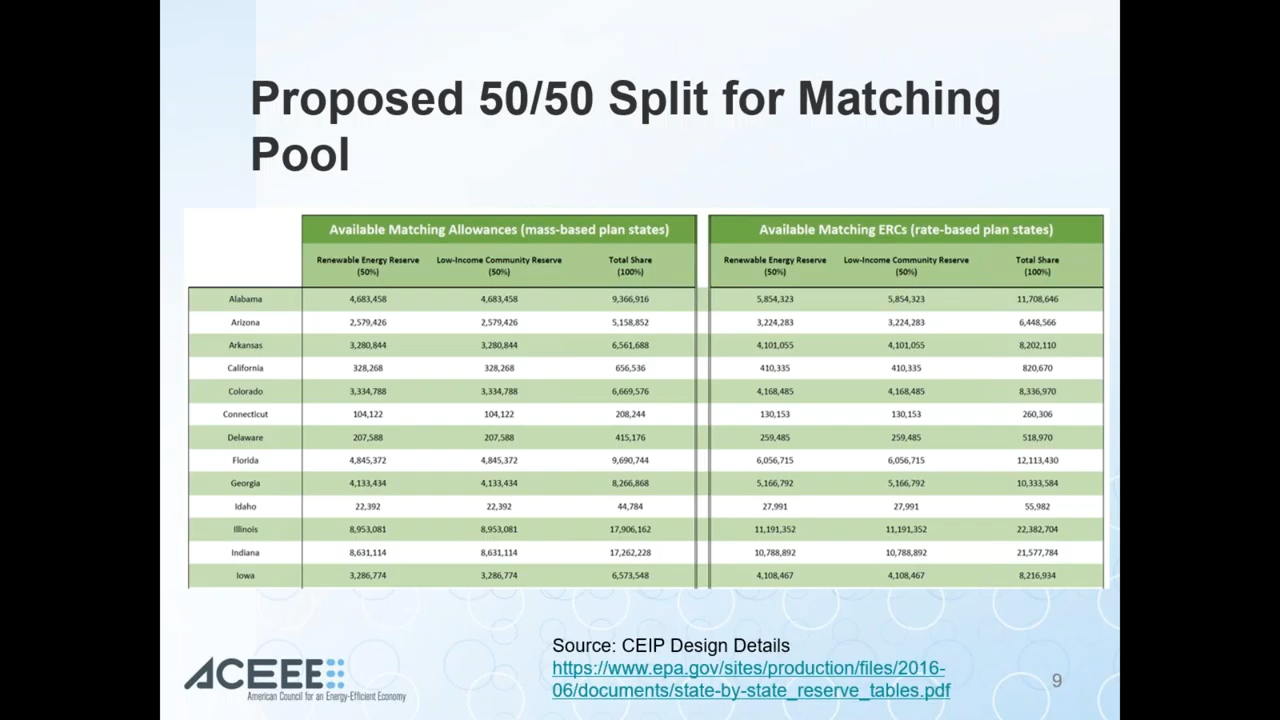 Proposed 50/50 Split for Matching
Pool
Available Matching Allowances (mass-based plan states) Available Matching ERCs (rate-based plan states)
Renewable Energy Reserve Low-Income Community Reserve Total Share Renewable Energy Reserve Low-Income Community Reserve Total Share
(50%) (50%) (100%) (50%) (50%) (100%)
Alabama 4,683,458 4,683,458 9,366,916 5,854,323 5,854,323 11,708,646
Arizona 2,579,426 2,579,426 5,158,852 3,224,283 3,224,283 6,448,566
Arkansas 3,280,844 3,280,844 6,561,688 4,101,055 4,101,055 8,202,110
California 328,268 328,268 656,536 410,335 410,335 820,670
Colorado 3,334,788 3,334,788 6,669,576 4,168,485 4,168,485 8,336,970
Connecticut 104,122 104,122 208,244 130,153 130,153 260,306
Delaware 207,588 207,588 415,176 259,485 259,485 518,970
Florida 4,845,372 4,845,372 9,690,744 6,056,715 6,056,715 12,113,430
Georgia 4,133,434 4,133,434 8,266,868 5,166,792 5,166,792 10,333,584
Idaho 22,392 22,392 44,784 27,991 27,991 55,982
Illinois 8,953,081 8,953,081 17,906,162 11,191,352 11,191,352 22,382,704
Indiana 8,631,114 8,631,114 17,262,228 10,788,892 10,788,892 21,577,784
Iowa 3,286,774 3,286,774 6,573,548 4,108,467 4,108,467 8,216,934
Source: CEIP Design Details
https://www.epa.gov/sites/production/files/2016-
06/documents/state-by-state_reserve_tables.pdf
ACEEE
American Council for an Energy-Efficient Economy
9